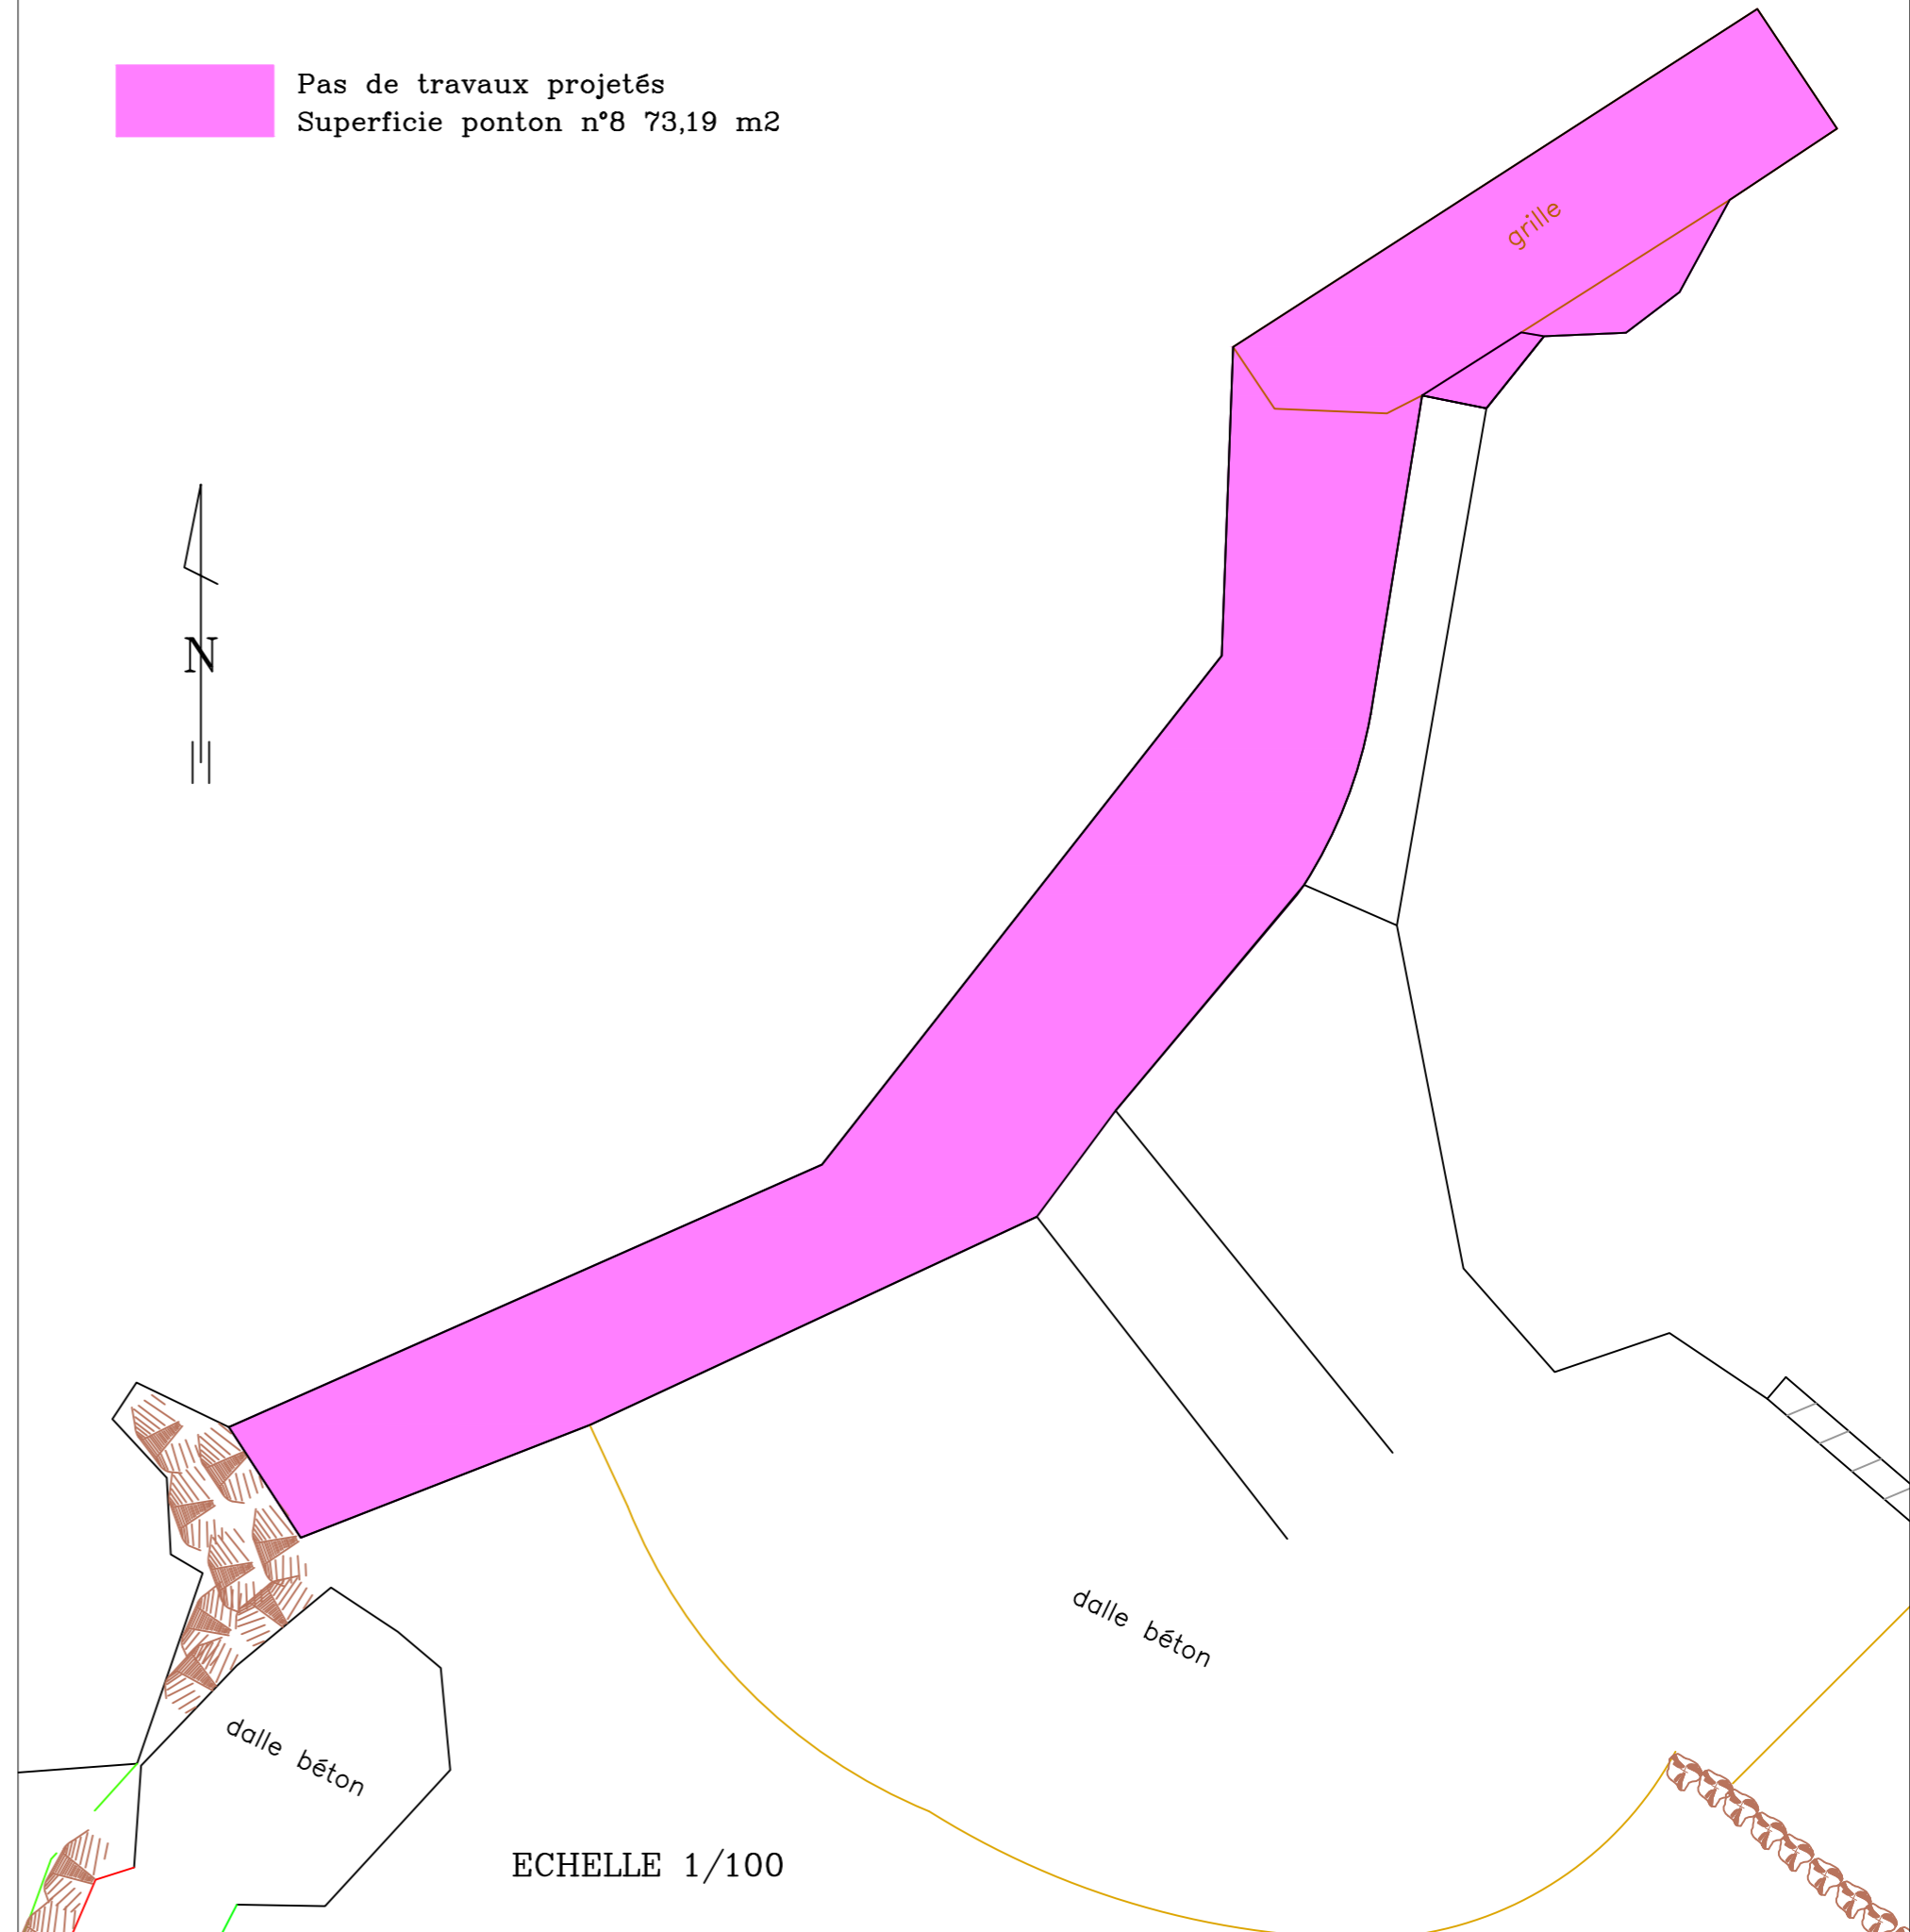 Pas de travaux projetés
Superficie ponton n°8 73,19 m2
grille
N
dalle béton
dalle béton
ECHELLE 1/100